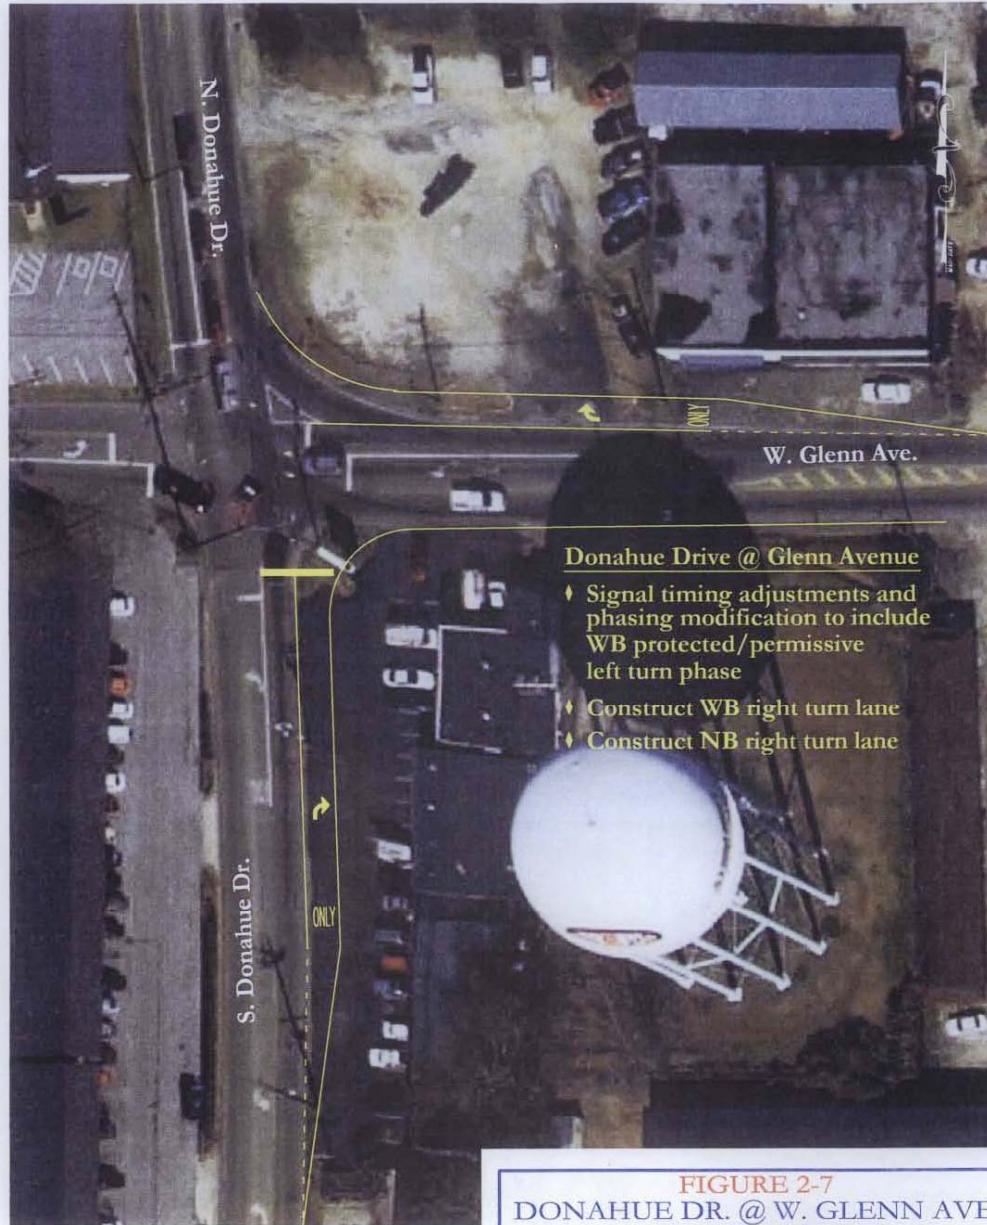 N. Donahue Dr.
ONLY
W. Glenn Ave.
Donahue Drive @ Glenn Avenue
Signal timing adjustments and
phasing modification to include
WB protected/permissive
left turn phase
Construct WB right turn lane
Construct NB right turn lane
ONLY
S. Donahue Dr.
FIGURE 2-7
DONAHUE DR. @ W. GLENN AVE